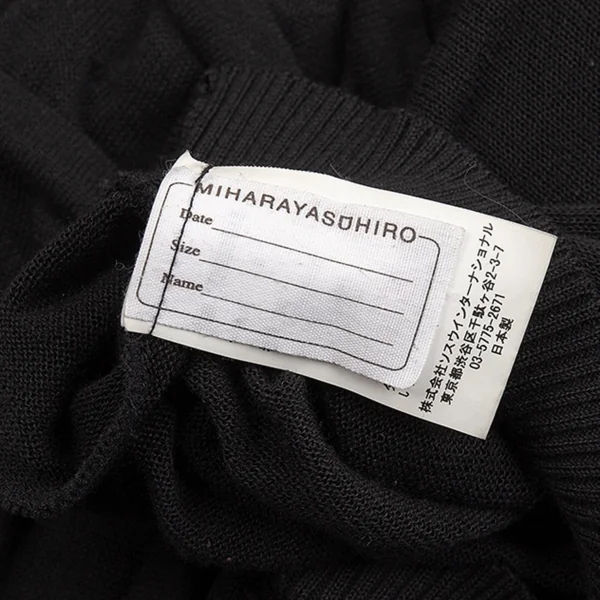 MIHARAYASUHIRO
Date
Size
Name
株式会社ソスウインターナショナル
東京都渋谷区千駄ヶ谷2-3-7
03-5775-2671
日本製